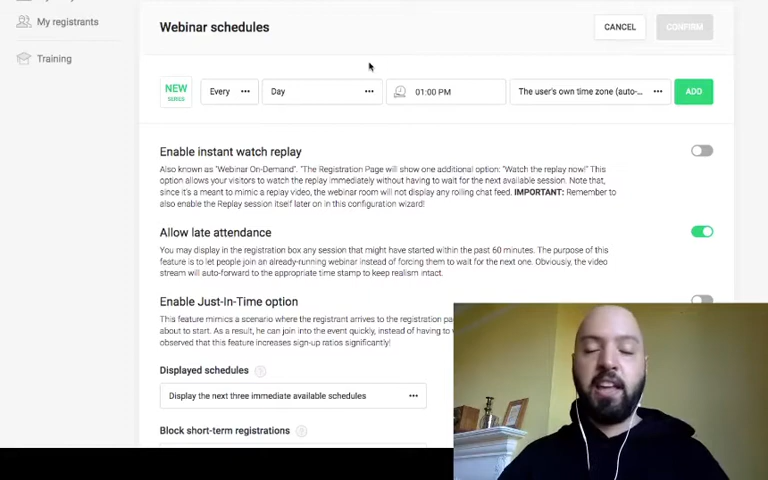 My registrants
Training
Webinar schedules
CANCEL
CONFIRM
NEW
SERIES
Every
Day
01:00 PM
The user's own time zone (auto-...
ADD
Enable instant watch replay
Also known as "Webinar On-Demand". "The Registration Page will show one additional option: "Watch the replay now!" This
option allows your visitors to watch the replay immediately without having to wait for the next available session. Note that,
since it's a meant to mimic a replay video, the webinar room will not display any rolling chat feed. IMPORTANT: Remember to
also enable the Replay session itself later on in this configuration wizard!
Allow late attendance
You may display in the registration box any session that might have started within the past 60 minutes. The purpose of this
feature is to let people join an already-running webinar instead of forcing them to wait for the next one. Obviously, the video
stream will auto-forward to the appropriate time stamp to keep realism intact.
Enable Just-In-Time option
This feature mimics a scenario where the registrant arrives to the registration
about to start. As a result, he can join into the event quickly, instead of having to
observed that this feature increases sign-up ratios significantly!
Displayed schedules ?
Display the next three immediate available schedules
Block short-term registrations ?